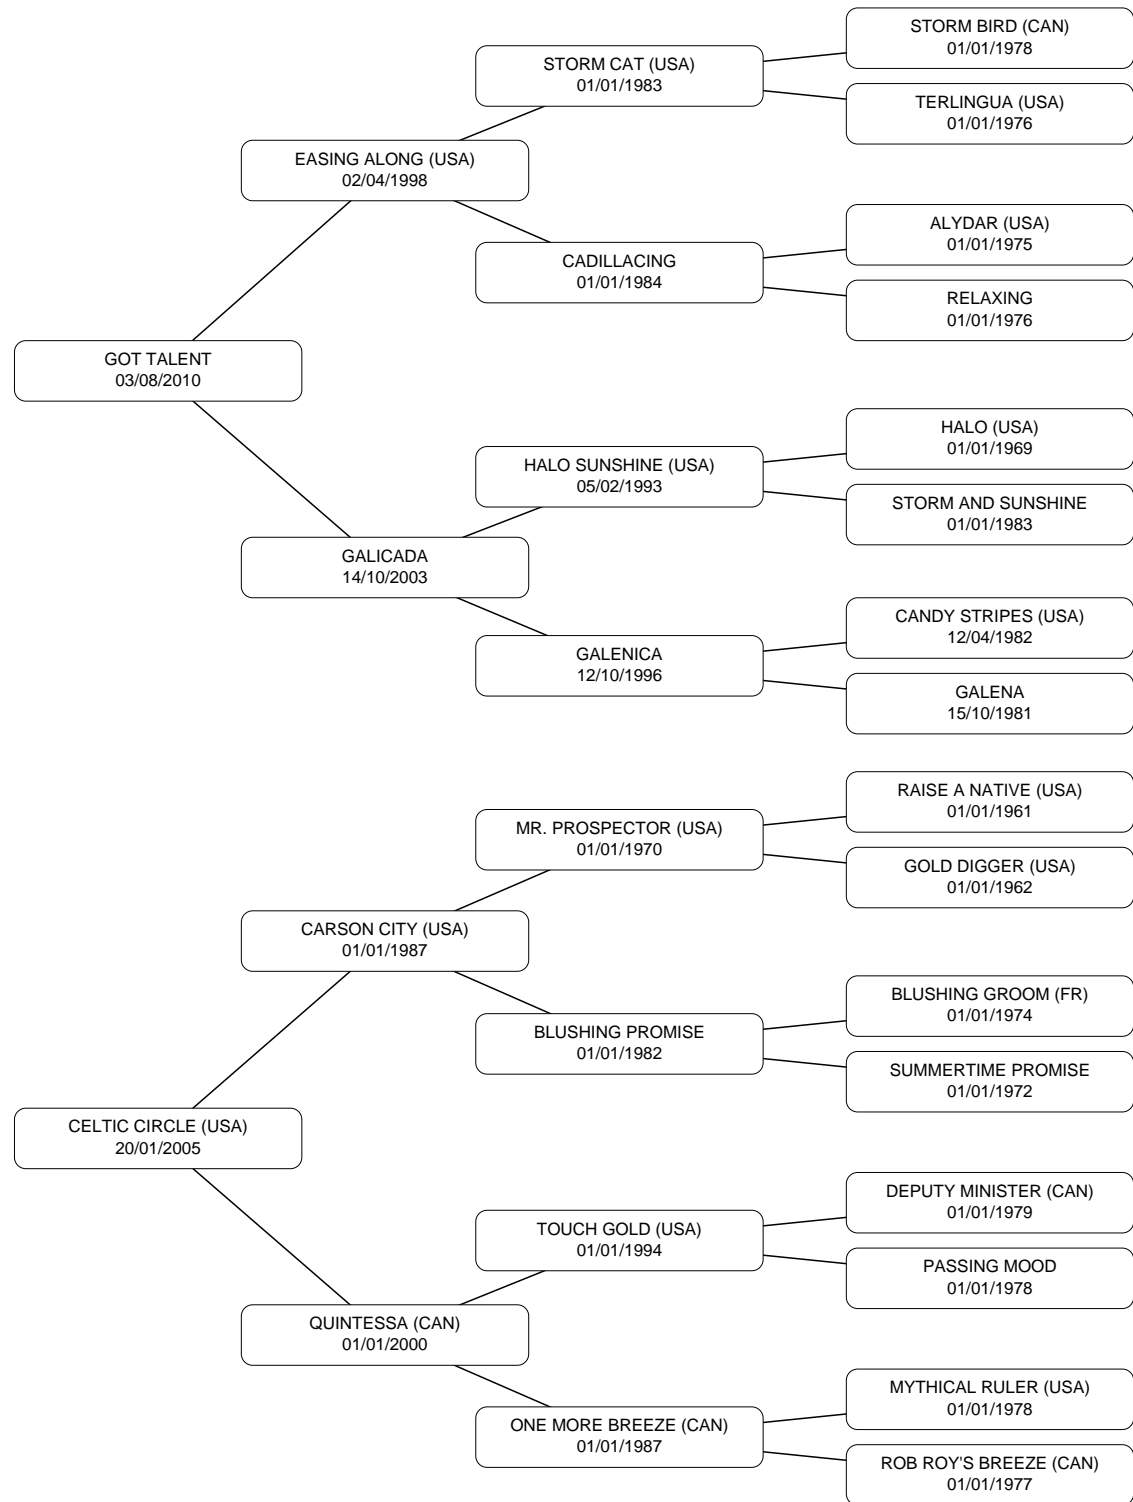 STORM BIRD (CAN)
01/01/1978
STORM CAT (USA)
01/01/1983
TERLINGUA (USA)
01/01/1976
EASING ALONG (USA)
02/04/1998
ALYDAR (USA)
01/01/1975
CADILLACING
01/01/1984
RELAXING
01/01/1976
GOT TALENT
03/08/2010
HALO (USA)
01/01/1969
HALO SUNSHINE (USA)
05/02/1993
STORM AND SUNSHINE
01/01/1983
GALICADA
14/10/2003
CANDY STRIPES (USA)
12/04/1982
GALENICA
12/10/1996
GALENA
15/10/1981
RAISE A NATIVE (USA)
01/01/1961
MR. PROSPECTOR (USA)
01/01/1970
GOLD DIGGER (USA)
01/01/1962
CARSON CITY (USA)
01/01/1987
BLUSHING GROOM (FR)
01/01/1974
BLUSHING PROMISE
01/01/1982
SUMMERTIME PROMISE
01/01/1972
CELTIC CIRCLE (USA)
20/01/2005
DEPUTY MINISTER (CAN)
01/01/1979
TOUCH GOLD (USA)
01/01/1994
PASSING MOOD
01/01/1978
QUINTESSA (CAN)
01/01/2000
MYTHICAL RULER (USA)
01/01/1978
ONE MORE BREEZE (CAN)
01/01/1987
ROB ROY'S BREEZE (CAN)
01/01/1977